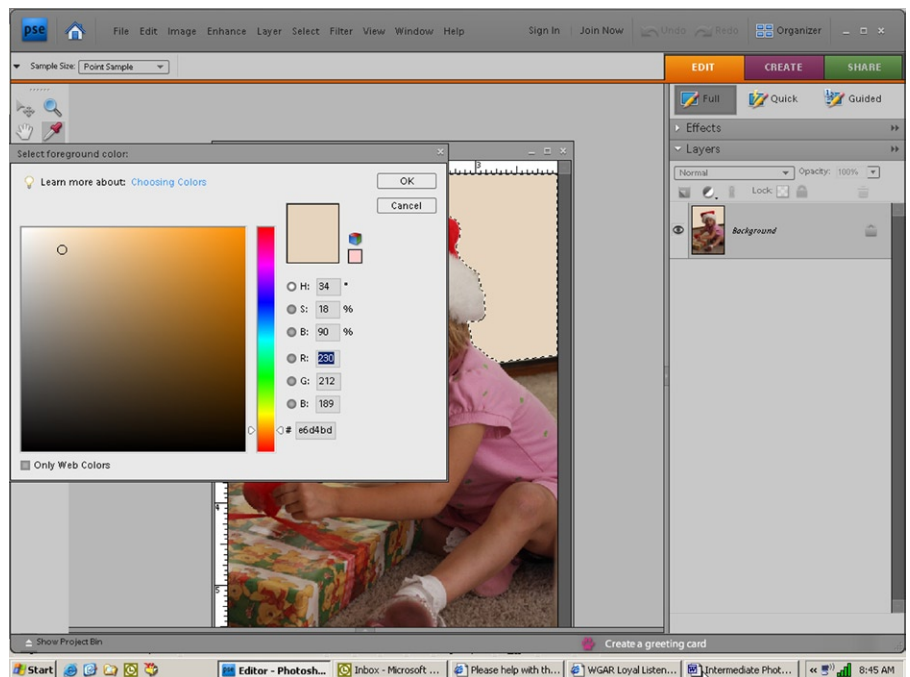 pse File Edit Image Enhance Layer Select Filter View Window Help Sign In Join Now Undo Redo Organizer
Sample Size: Point Sample EDIT CREATE SHARE
Full Quick Guided
Effects
Select foreground color:
Layers
Learn more about: Choosing Colors OK
Cancel
Normal Opacity: 100%
Lock:
Background
3
H: 34 °
S: 18 %
B: 90 %
R: 230
G: 212
B: 189
# e6d4bd
Only Web Colors
4
5
Show Project Bin Create a greeting card
Start Editor - Photosh... Inbox - Microsoft ... Please help with th... WGAR Loyal Listen... Intermediate Phot... « 8:45 AM